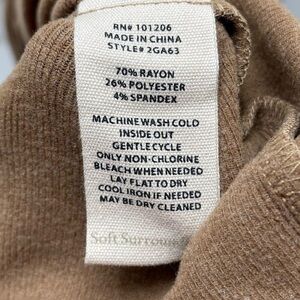 RN# 101206
MADE IN CHINA
STYLE# 2GA63
70% RAYON
26% POLYESTER
4% SPANDEX
MACHINE WASH COLD
INSIDE OUT
GENTLE CYCLE
ONLY NON-CHLORINE
BLEACH WHEN NEEDED
LAY FLAT TO DRY
COOL IRON IF NEEDED
MAY BE DRY CLEANED
Soft